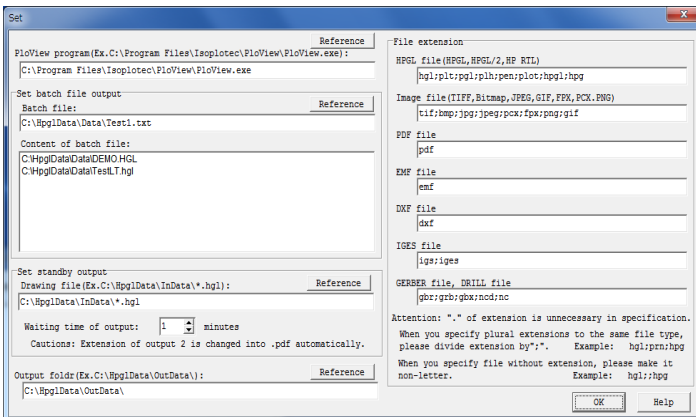 Set
Reference
PloView program(Ex.C:\Program Files\Isoplotec\PloView\PloView.exe):
C:\Program Files\Isoplotec\PloView\PloView.exe
Set batch file output
Reference
Batch file:
C:\HpglData\Data\Test1.txt
Content of batch file:
C:\HpglData\Data\DEMO.HGL
C:\HpglData\Data\TestLT.hgl
Set standby output
Reference
Drawing file(Ex.C:\HpglData\InData\*.hgl):
C:\HpglData\InData\*.hgl
Waiting time of output: 1 minutes
Cautions: Extension of output 2 is changed into .pdf automatically.
Reference
Output foldr(Ex.C:\HpglData\OutData\):
C:\HpglData\OutData\
File extension
HPGL file(HPGL,HPGL/2,HP RTL)
hgl;plt;pgl;plh;pen;plot;hpgl;hpg
Image file(TIFF,Bitmap,JPEG,GIF,FPX,PCX.PNG)
tif;bmp;jpg;jpeg;pcx;fpx;png;gif
PDF file
pdf
EMF file
emf
DXF file
dxf
IGES file
igs;iges
GERBER file, DRILL file
gbr;grb;gbx;ncd;nc
Attention: "." of extension is unnecessary in specification.
When you specify plural extensions to the same file type,
please divide extension by";". Example: hgl;prn;hpg
When you specify file without extension, please make it
non-letter. Example: hgl;;hpg
OK
Help